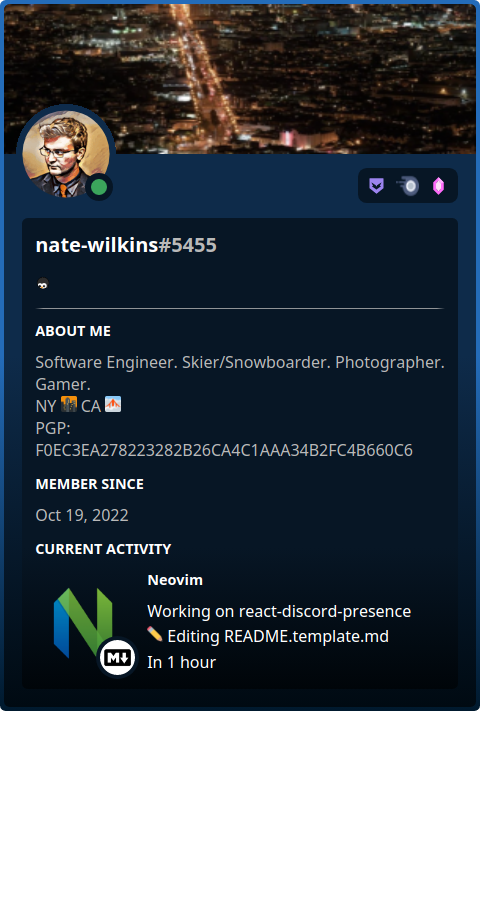 nate-wilkins#5455
ABOUT ME
Software Engineer. Skier/Snowboarder. Photographer.
Gamer.
NY 🌆 CA 🌁
PGP:
F0EC3EA278223282B26CA4C1AAA34B2FC4B660C6
MEMBER SINCE
Oct 19, 2022
CURRENT ACTIVITY
Neovim
Working on react-discord-presence
✏️ Editing README.template.md
In 1 hour